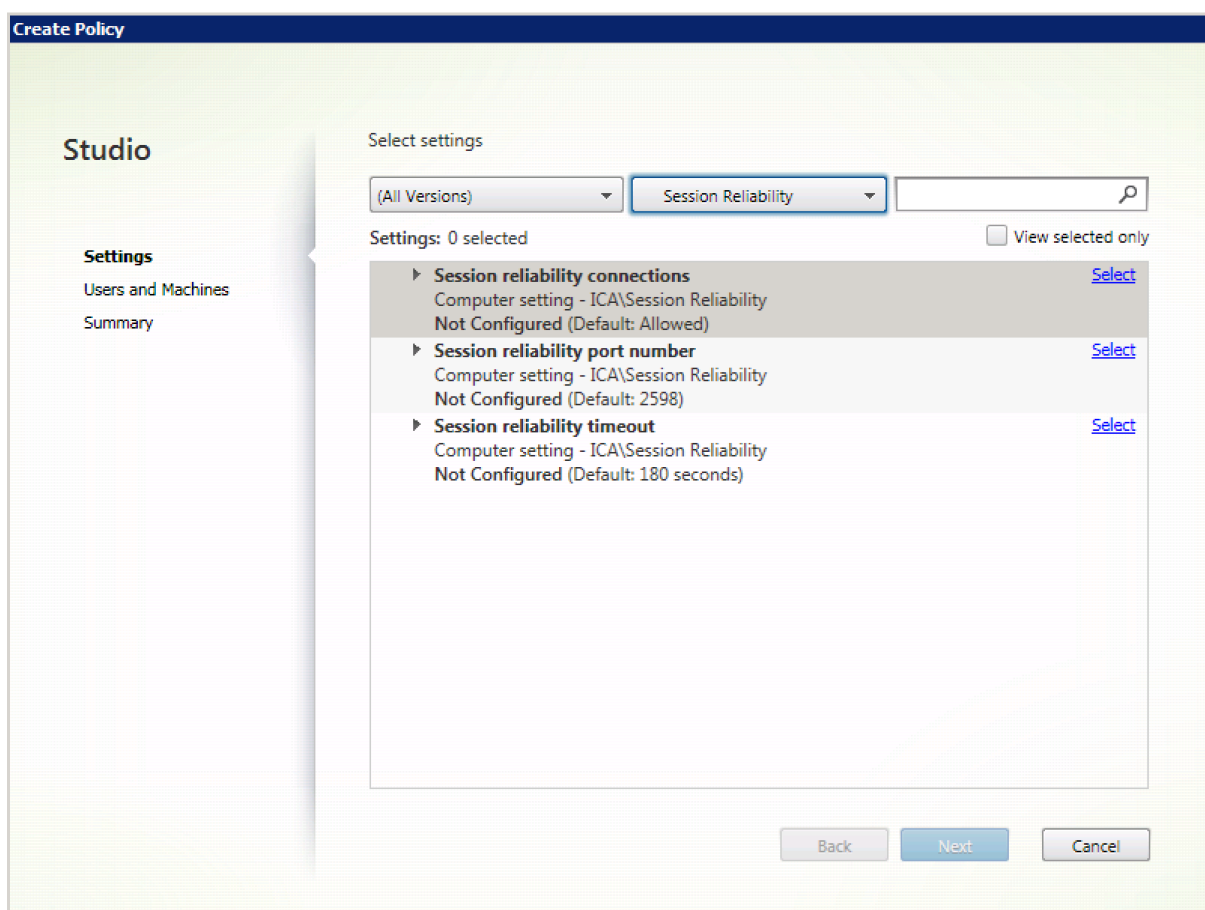 Create Policy
Studio
Settings
Users and Machines
Summary
Select settings
(All Versions)
Session Reliability
Settings: 0 selected
View selected only
Session reliability connections
Select
Computer setting - ICA\Session Reliability
Not Configured (Default: Allowed)
Session reliability port number
Select
Computer setting - ICA\Session Reliability
Not Configured (Default: 2598)
Session reliability timeout
Select
Computer setting - ICA\Session Reliability
Not Configured (Default: 180 seconds)
Back
Next
Cancel